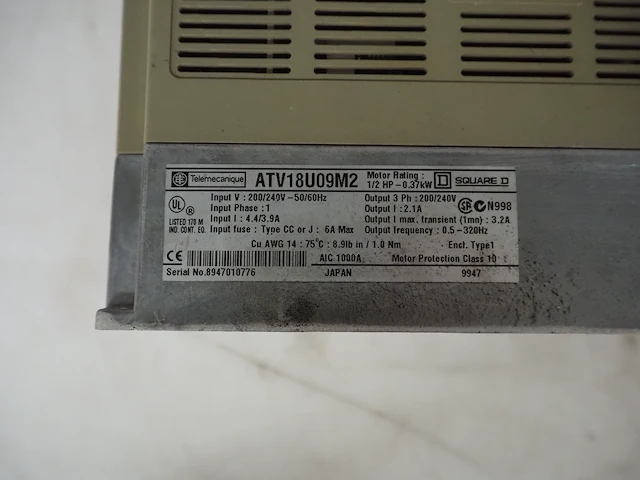 Telemecanique ATV18U09M2 Motor Rating : 1/2 HP-0.37kW SQUARE D
Input V : 200/240V-50/60Hz Output 3 Ph : 200/240V
UL LISTED 170 M IND. CONT. EQ. Input Phase : 1 Output I : 2.1A SA N998
Input I : 4.4/3.9A Output I max. transient (1mn) : 3.2A
Input fuse : Type CC or J : 6A Max Output frequency : 0.5-320Hz
Cu AWG 14 : 75°C : 8.9lb in / 1.0 Nm Encl. Type1
CE AIC 1000A Motor Protection Class 10
Serial No.8947010776 JAPAN 9947